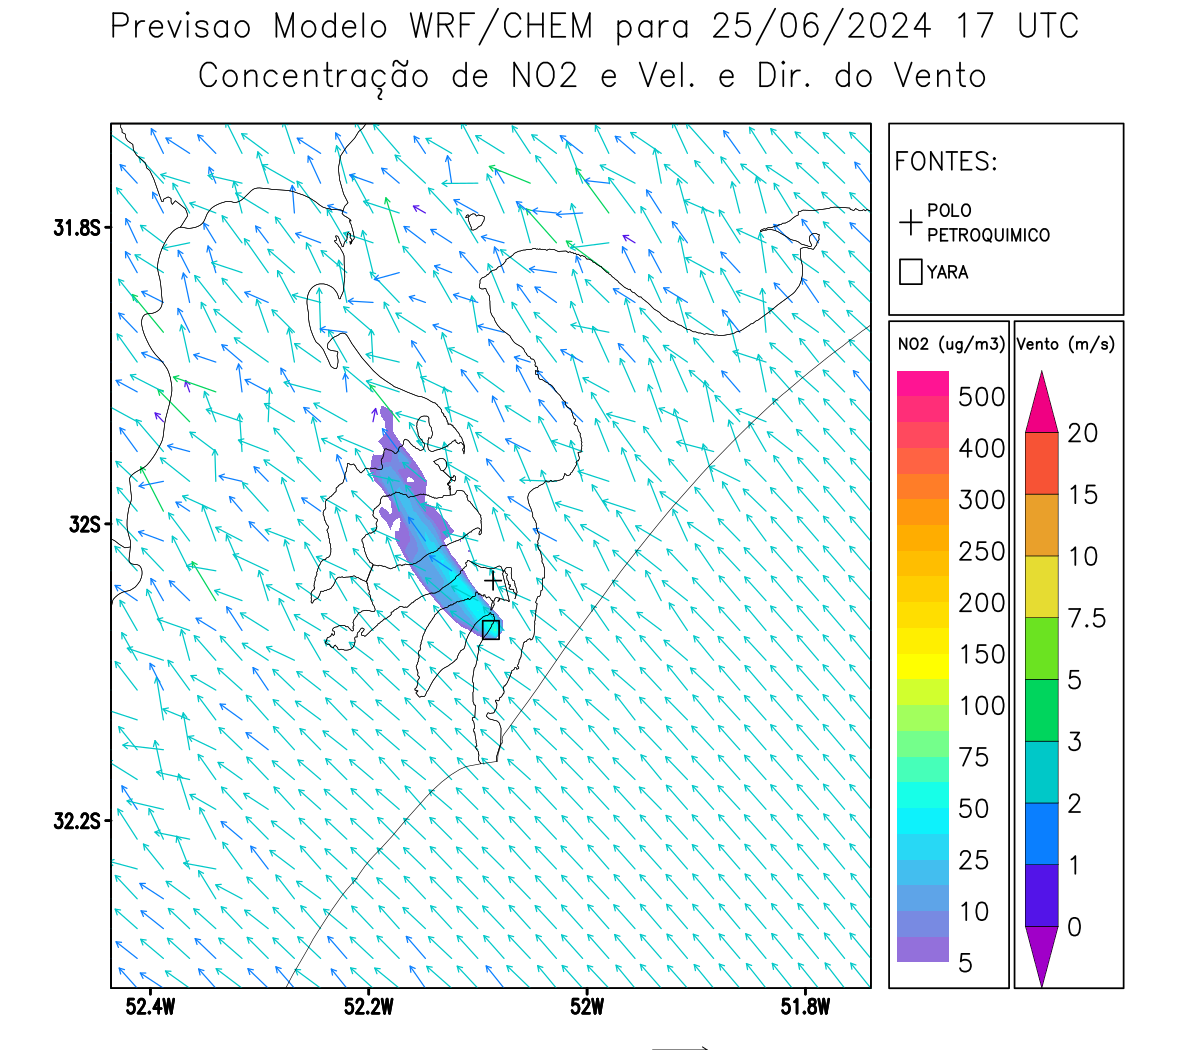 Previsao Modelo WRF/CHEM para 25/06/2024 17 UTC
Concentração de NO2 e Vel. e Dir. do Vento
FONTES:
POLO
PETROQUIMICO
YARA
NO2 (ug/m3)
500
400
300
250
200
150
100
75
50
25
10
5
Vento (m/s)
20
15
10
7.5
5
3
2
1
0
31.8S
32S
32.2S
52.4W
52.2W
52W
51.8W